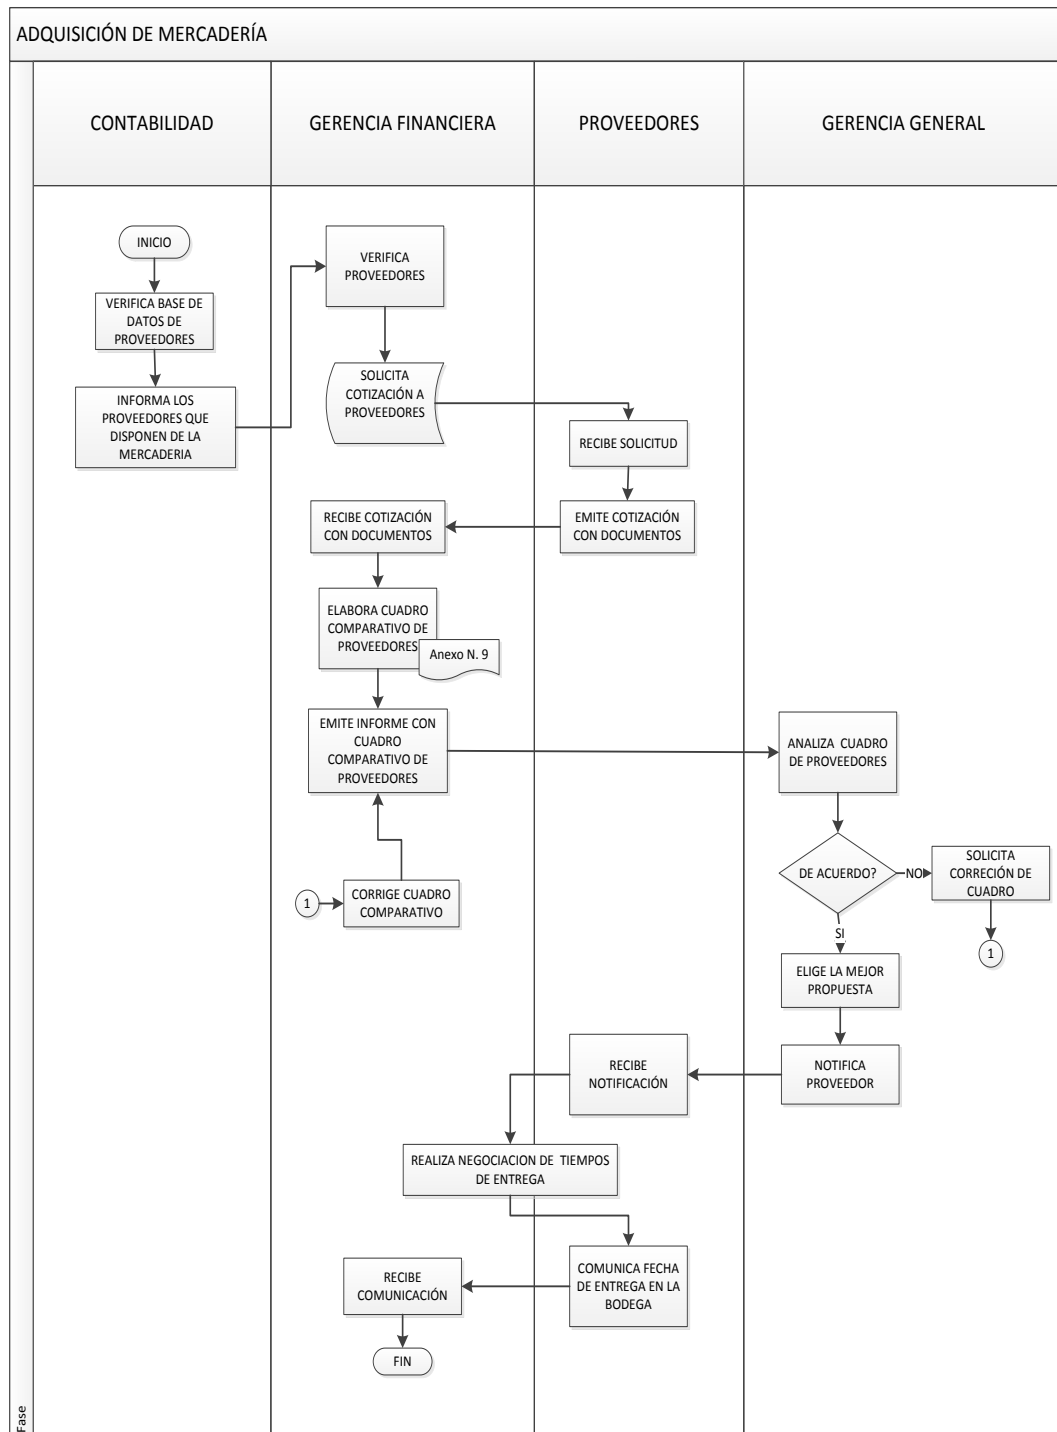 ADQUISICIÓN DE MERCADERÍA
CONTABILIDAD
GERENCIA FINANCIERA
PROVEEDORES
GERENCIA GENERAL
INICIO
VERIFICA BASE DE
DATOS DE
PROVEEDORES
INFORMA LOS
PROVEEDORES QUE
DISPONEN DE LA
MERCADERIA
VERIFICA
PROVEEDORES
SOLICITA
COTIZACIÓN A
PROVEEDORES
RECIBE SOLICITUD
EMITE COTIZACIÓN
CON DOCUMENTOS
RECIBE COTIZACIÓN
CON DOCUMENTOS
ELABORA CUADRO
COMPARATIVO DE
PROVEEDORES
Anexo N. 9
EMITE INFORME CON
CUADRO
COMPARATIVO DE
PROVEEDORES
ANALIZA CUADRO
DE PROVEEDORES
DE ACUERDO?
NO
SOLICITA
CORRECIÓN DE
CUADRO
1
1
CORRIGE CUADRO
COMPARATIVO
SI
ELIGE LA MEJOR
PROPUESTA
NOTIFICA
PROVEEDOR
RECIBE
NOTIFICACIÓN
REALIZA NEGOCIACION DE TIEMPOS
DE ENTREGA
COMUNICA FECHA
DE ENTREGA EN LA
BODEGA
RECIBE
COMUNICACIÓN
FIN
Fase